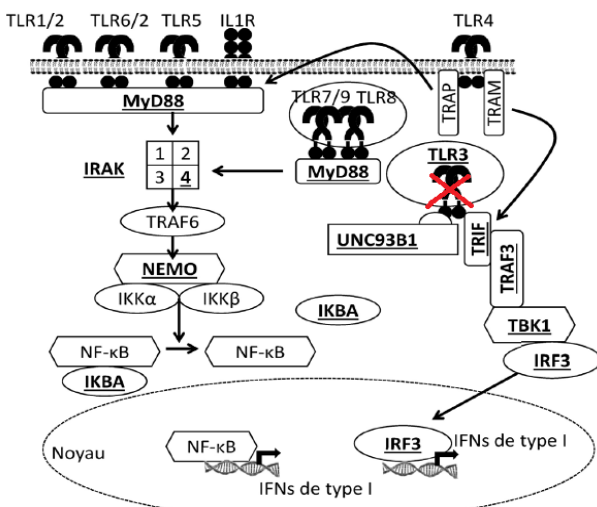 TLR1/2 TLR6/2 TLR5 IL1R TLR4
MyD88
TRAP
TRAM
TLR7/9 TLR8
MyD88
IRAK
1 2
3 4
TLR3
UNC93B1
TRIF
TRAF3
TRAF6
NEMO
IKKα IKKβ
IKBA
TBK1
IRF3
NF-κB NF-κB
IKBA
Noyau
NF-κB
IFNs de type I
IRF3
IFNs de type I